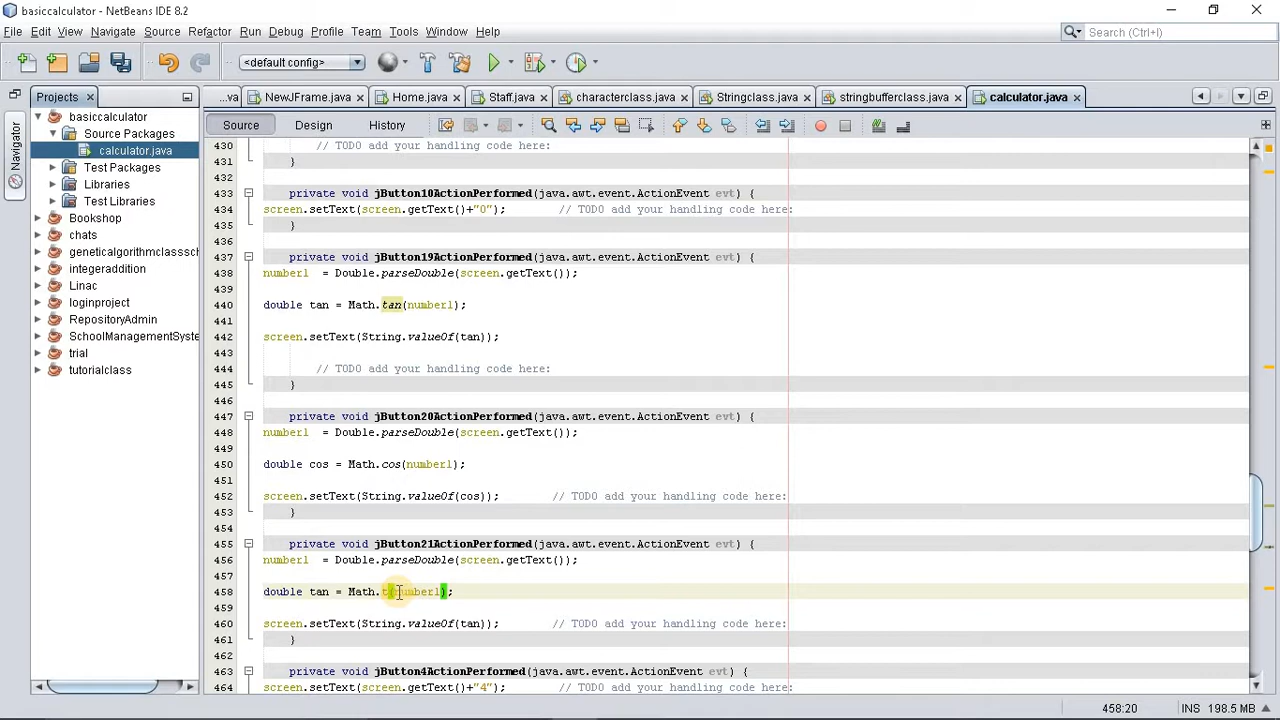 basiccalculator - NetBeans IDE 8.2
File Edit View Navigate Source Refactor Run Debug Profile Team Tools Window Help
Search (Ctrl+I)
<default config>
Projects
...va NewJFrame.java Home.java Staff.java characterclass.java Stringclass.java stringbufferclass.java calculator.java
Navigator
Source Design History
basiccalculator
Source Packages
calculator.java
Test Packages
Libraries
Test Libraries
Bookshop
chats
geneticalgorithmclasssch
integeraddition
Linac
loginproject
RepositoryAdmin
SchoolManagementSyste
trial
tutorialclass
430 // TODO add your handling code here:
431 }
432
433 private void jButton10ActionPerformed(java.awt.event.ActionEvent evt) {
434 screen.setText(screen.getText()+"0"); // TODO add your handling code here:
435 }
436
437 private void jButton19ActionPerformed(java.awt.event.ActionEvent evt) {
438 number1 = Double.parseDouble(screen.getText());
439
440 double tan = Math.tan(number1);
441
442 screen.setText(String.valueOf(tan));
443
444 // TODO add your handling code here:
445 }
446
447 private void jButton20ActionPerformed(java.awt.event.ActionEvent evt) {
448 number1 = Double.parseDouble(screen.getText());
449
450 double cos = Math.cos(number1);
451
452 screen.setText(String.valueOf(cos)); // TODO add your handling code here:
453 }
454
455 private void jButton21ActionPerformed(java.awt.event.ActionEvent evt) {
456 number1 = Double.parseDouble(screen.getText());
457
458 double tan = Math.t(number1);
459
460 screen.setText(String.valueOf(tan)); // TODO add your handling code here:
461 }
462
463 private void jButton4ActionPerformed(java.awt.event.ActionEvent evt) {
464 screen.setText(screen.getText()+"4"); // TODO add your handling code here:
458:20 INS 198.5 MB